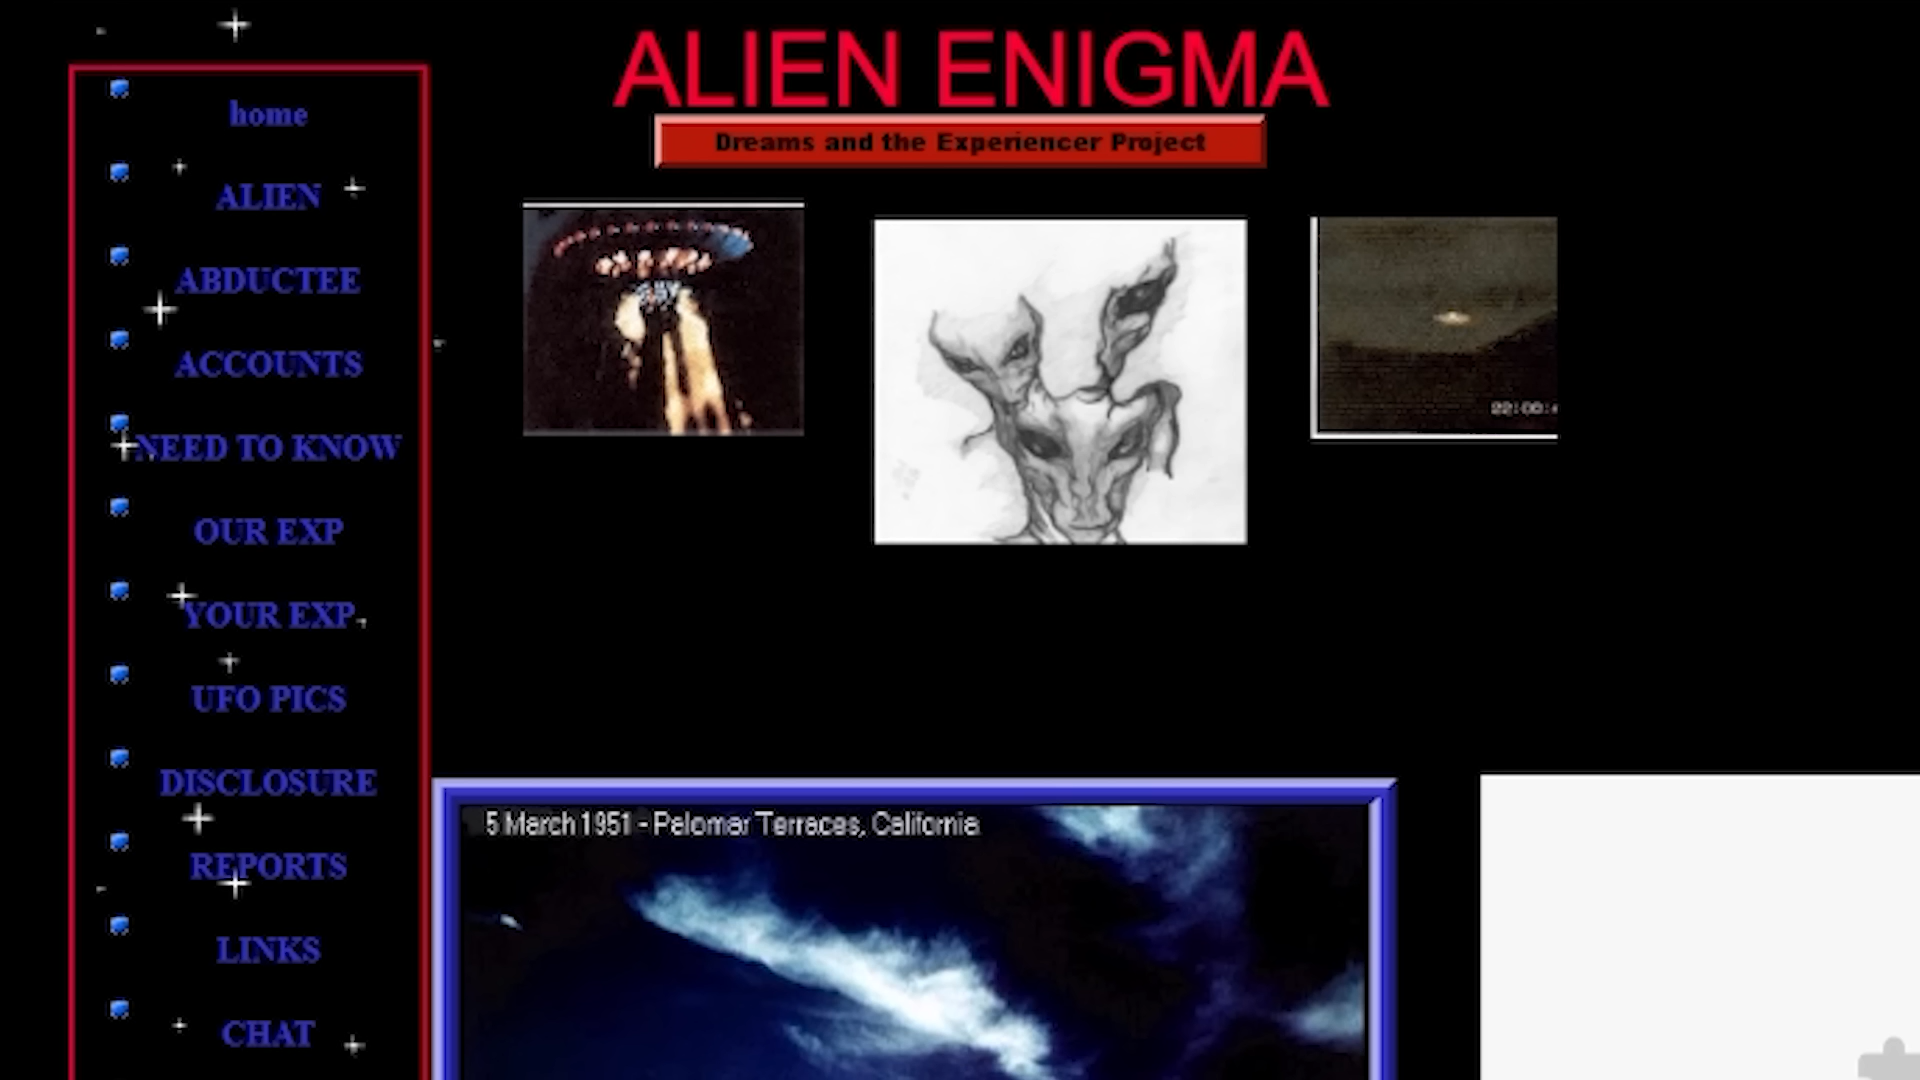 ALIEN ENIGMA
Dreams and the Experiencer Project
home
ALIEN
ABDUCTEE
ACCOUNTS
NEED TO KNOW
OUR EXP
YOUR EXP
UFO PICS
DISCLOSURE
REPORTS
LINKS
CHAT
5 March 1951 - Palomar Terraces, California